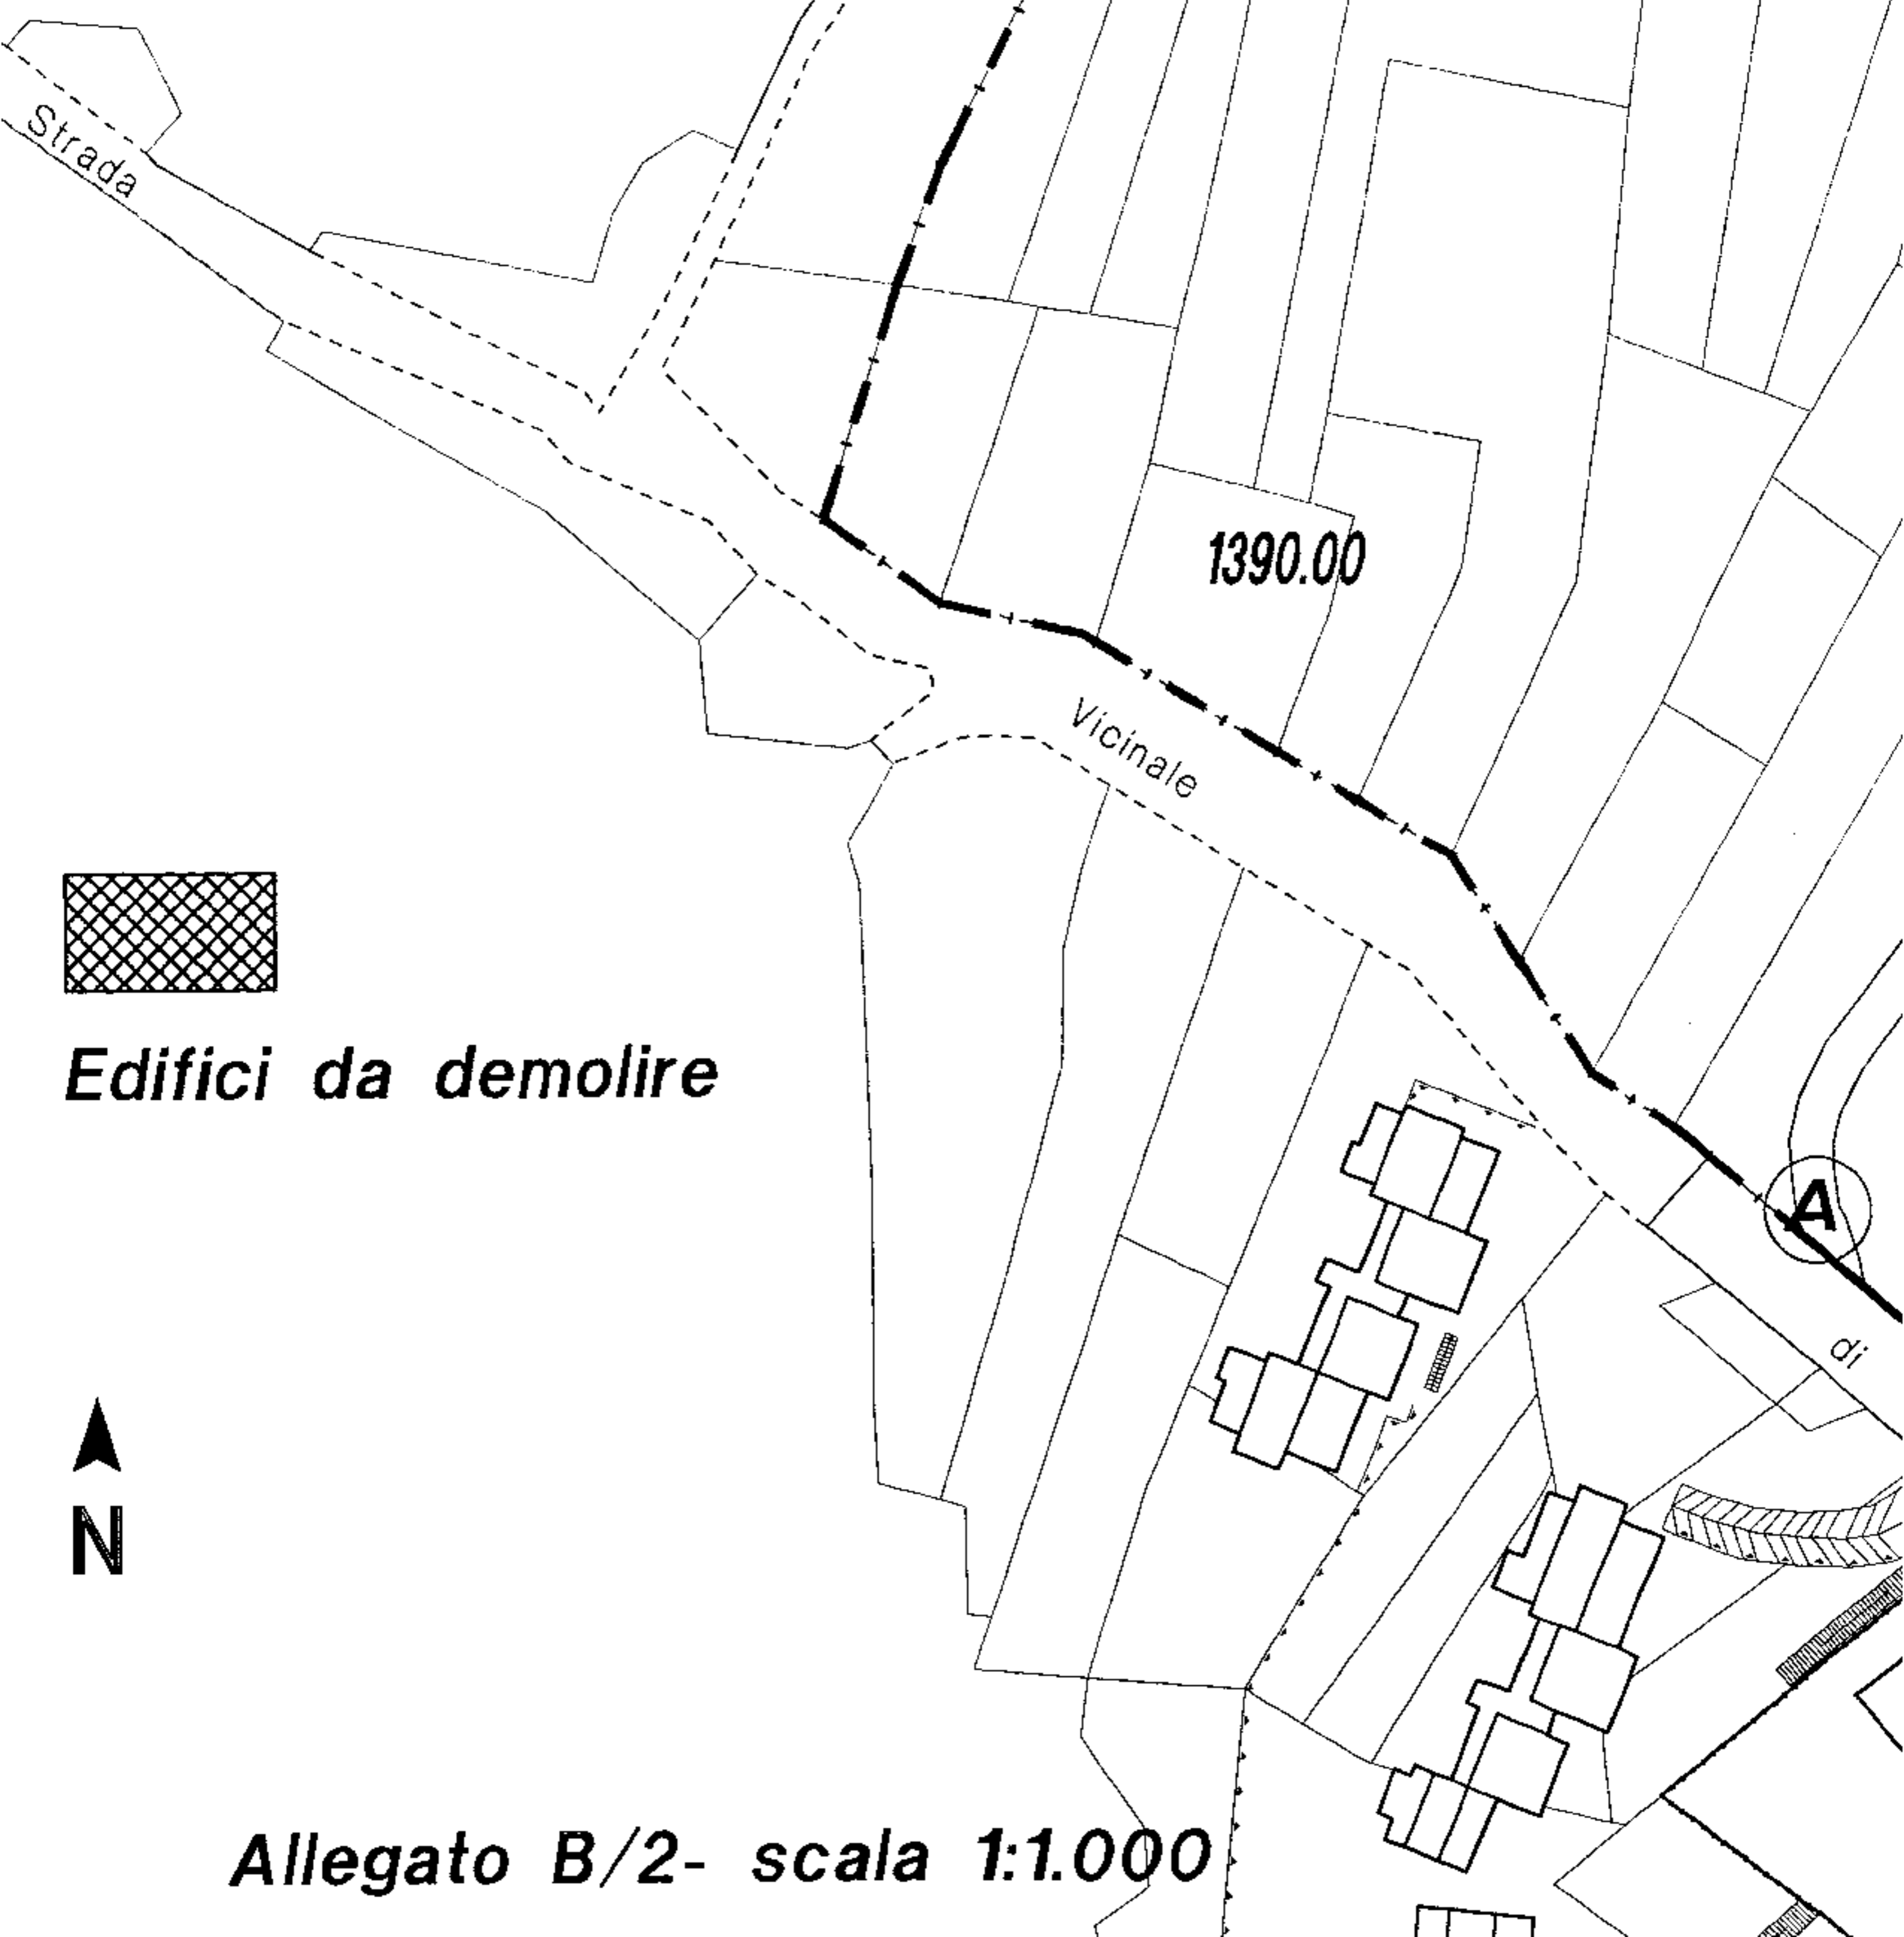 Strada
1390.00
Vicinale
Edifici da demolire
A
di
N
Allegato B/2- scala 1:1.000